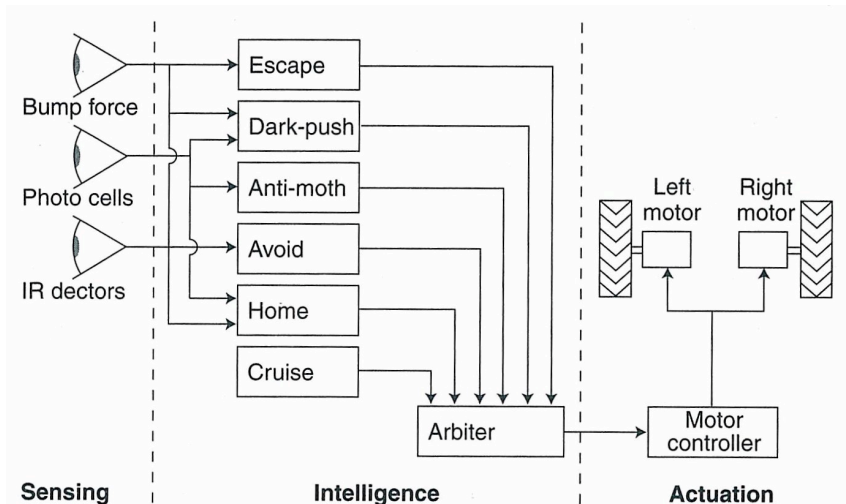 Escape
Bump force
Dark-push
Photo cells
Anti-moth
Left motor
Right motor
Avoid
IR dectors
Home
Cruise
Arbiter
Motor
controller
Sensing
Intelligence
Actuation